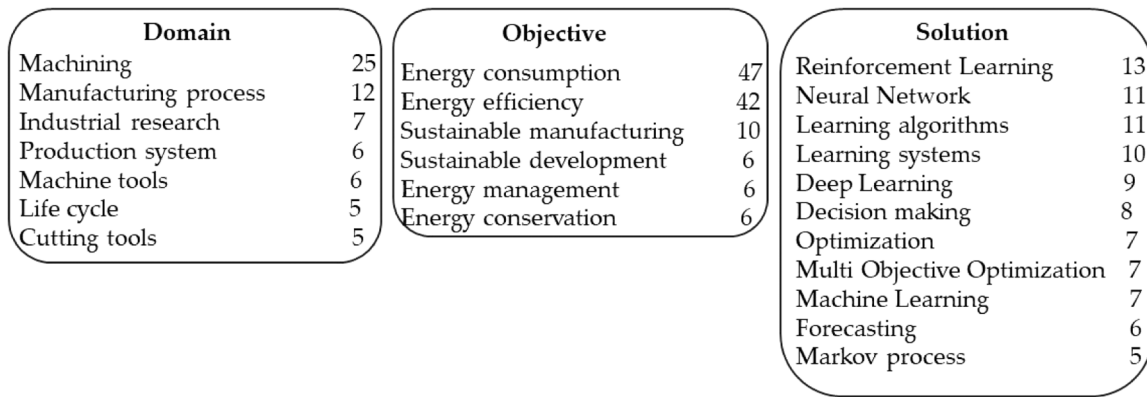 Domain
Machining 25
Manufacturing process 12
Industrial research 7
Production system 6
Machine tools 6
Life cycle 5
Cutting tools 5
Objective
Energy consumption 47
Energy efficiency 42
Sustainable manufacturing 10
Sustainable development 6
Energy management 6
Energy conservation 6
Solution
Reinforcement Learning 13
Neural Network 11
Learning algorithms 11
Learning systems 10
Deep Learning 9
Decision making 8
Optimization 7
Multi Objective Optimization 7
Machine Learning 7
Forecasting 6
Markov process 5